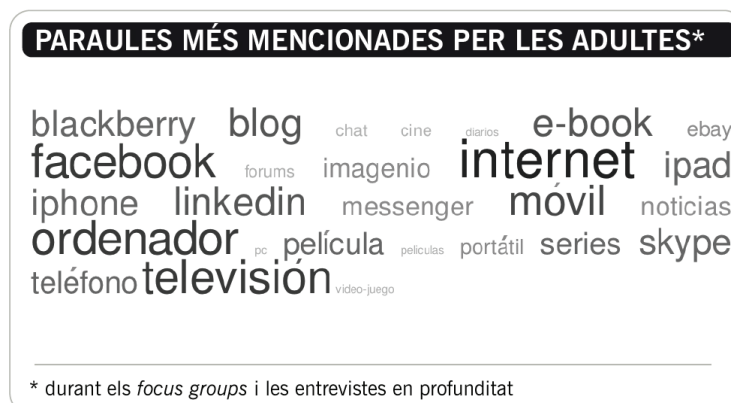 PARAULES MÉS MENCIONADES PER LES ADULTES*
blackberry blog chat cine diarios e-book ebay
facebook forums imagenio internet ipad
iphone linkedin messenger móvil noticias
ordenador pc película peliculas portátil series skype
teléfono televisión video-juego
* durant els focus groups i les entrevistes en profunditat